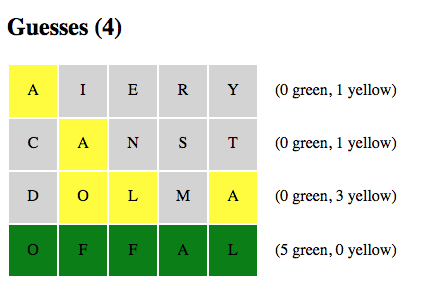 Guesses (4)
A I E R Y (0 green, 1 yellow)
C A N S T (0 green, 1 yellow)
D O L M A (0 green, 3 yellow)
O F F A L (5 green, 0 yellow)